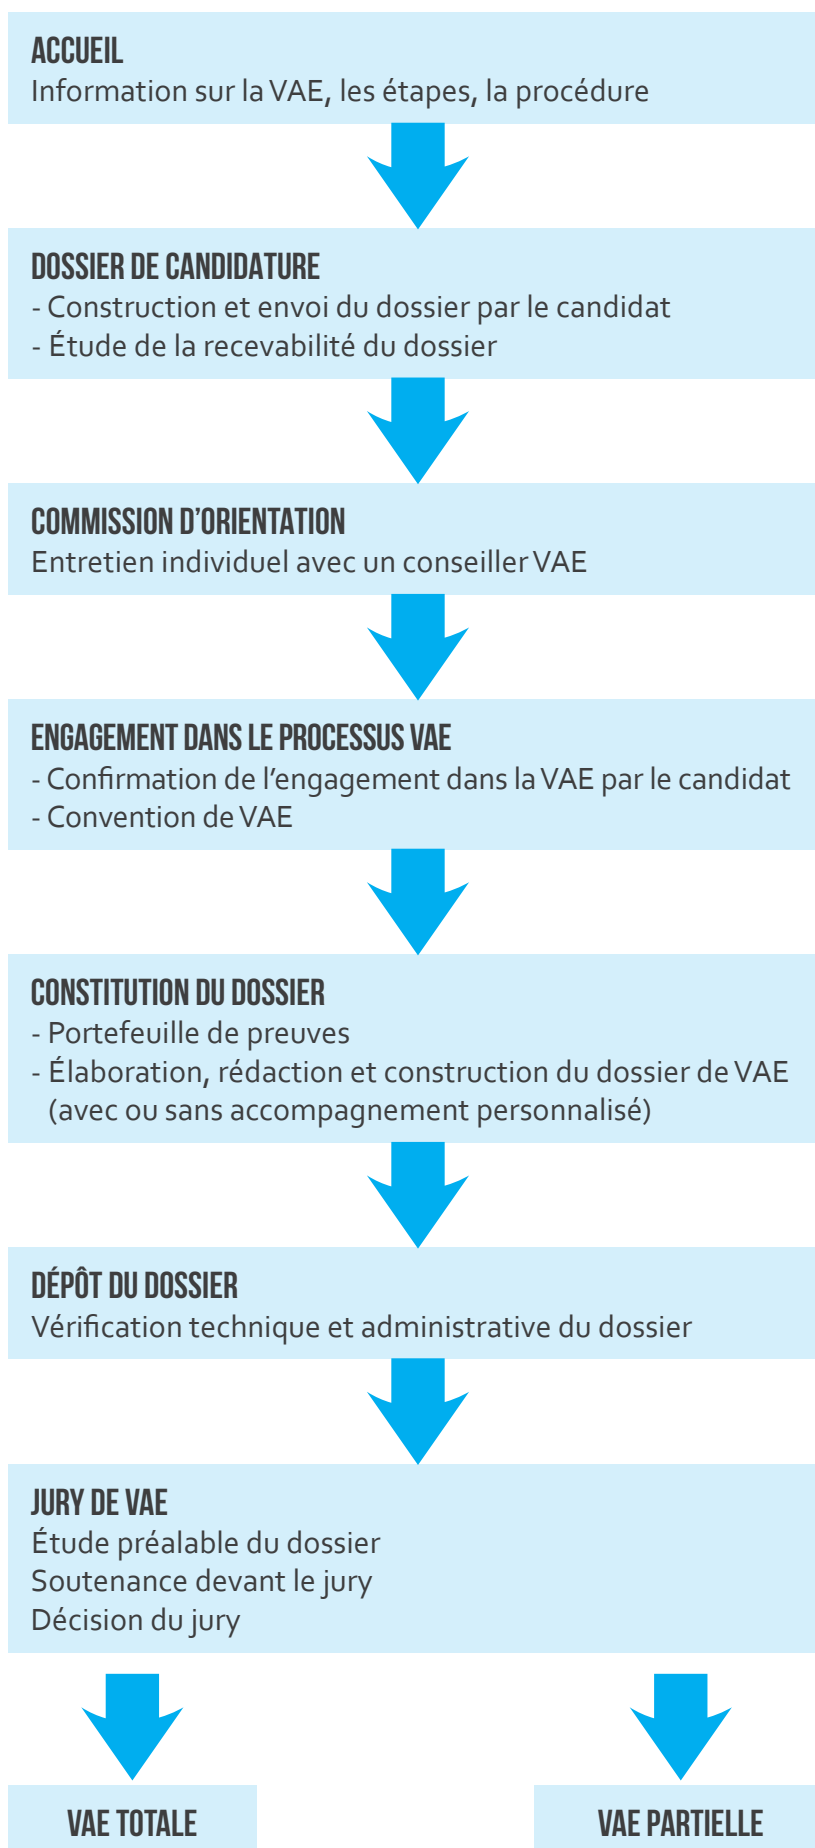 ACCUEIL
Information sur la VAE, les étapes, la procédure
DOSSIER DE CANDIDATURE
- Construction et envoi du dossier par le candidat
- Étude de la recevabilité du dossier
COMMISSION D’ORIENTATION
Entretien individuel avec un conseiller VAE
ENGAGEMENT DANS LE PROCESSUS VAE
- Confirmation de l’engagement dans la VAE par le candidat
- Convention de VAE
CONSTITUTION DU DOSSIER
- Portefeuille de preuves
- Élaboration, rédaction et construction du dossier de VAE
(avec ou sans accompagnement personnalisé)
DÉPÔT DU DOSSIER
Vérification technique et administrative du dossier
JURY DE VAE
Étude préalable du dossier
Soutenance devant le jury
Décision du jury
VAE TOTALE
VAE PARTIELLE